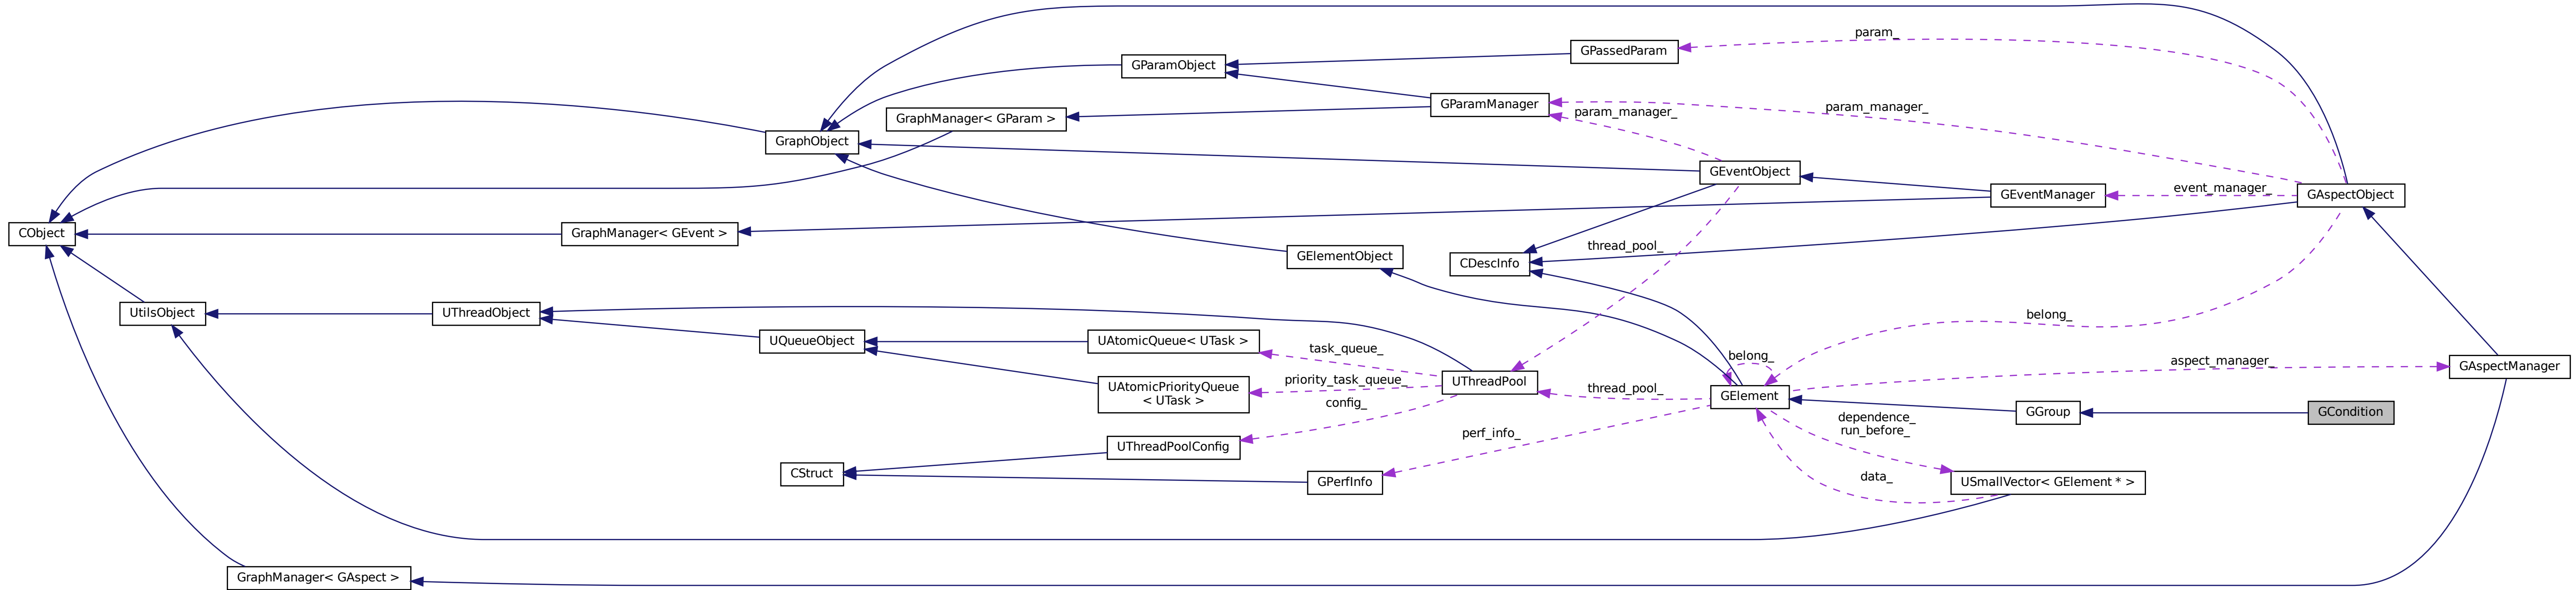 param_
GPassedParam
GParamObject
GParamManager
param_manager_
param_manager_
GraphManager< GParam >
GraphObject
GEventObject
event_manager_
GEventManager
GAspectObject
CObject
GraphManager< GEvent >
thread_pool_
GElementObject
CDescInfo
UtilsObject
UThreadObject
belong_
UQueueObject
UAtomicQueue< UTask >
task_queue_
belong_
aspect_manager_
GAspectManager
UAtomicPriorityQueue
< UTask >
priority_task_queue_
UThreadPool
thread_pool_
GElement
config_
GGroup
GCondition
dependence_
run_before_
perf_info_
UThreadPoolConfig
CStruct
GPerfInfo
data_
USmallVector< GElement * >
GraphManager< GAspect >